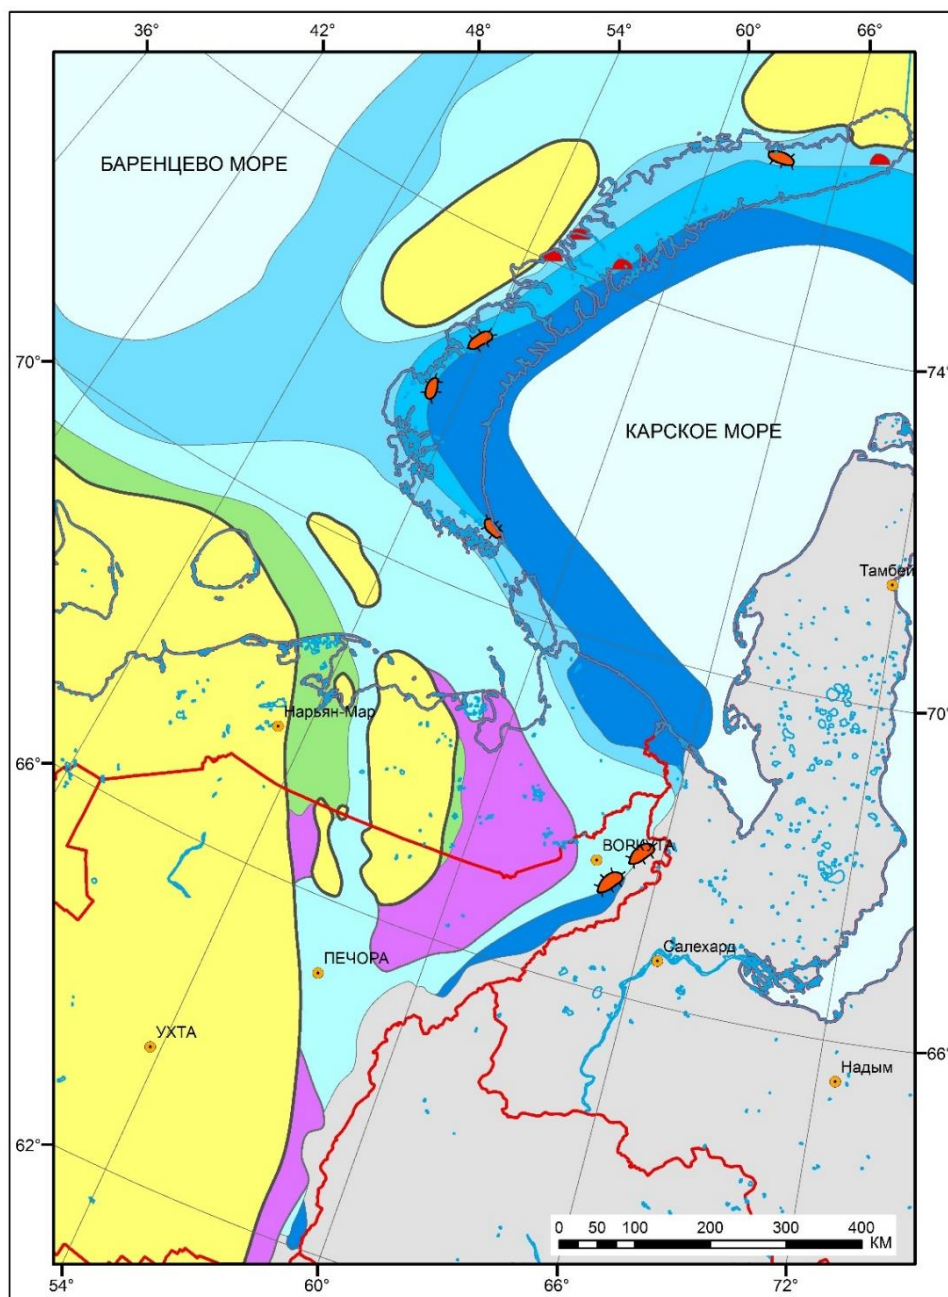 36° 42° 48° 54° 60° 66°
БАРЕНЦЕВО МОРЕ
70°
74°
КАРСКОЕ МОРЕ
Тамбей
Нарьян-Мар
70°
66°
ВОРКУТА
Салехард
ПЕЧОРА
УХТА
66°
Надым
62°
0 50 100 200 300 400
КМ
54° 60° 66° 72°